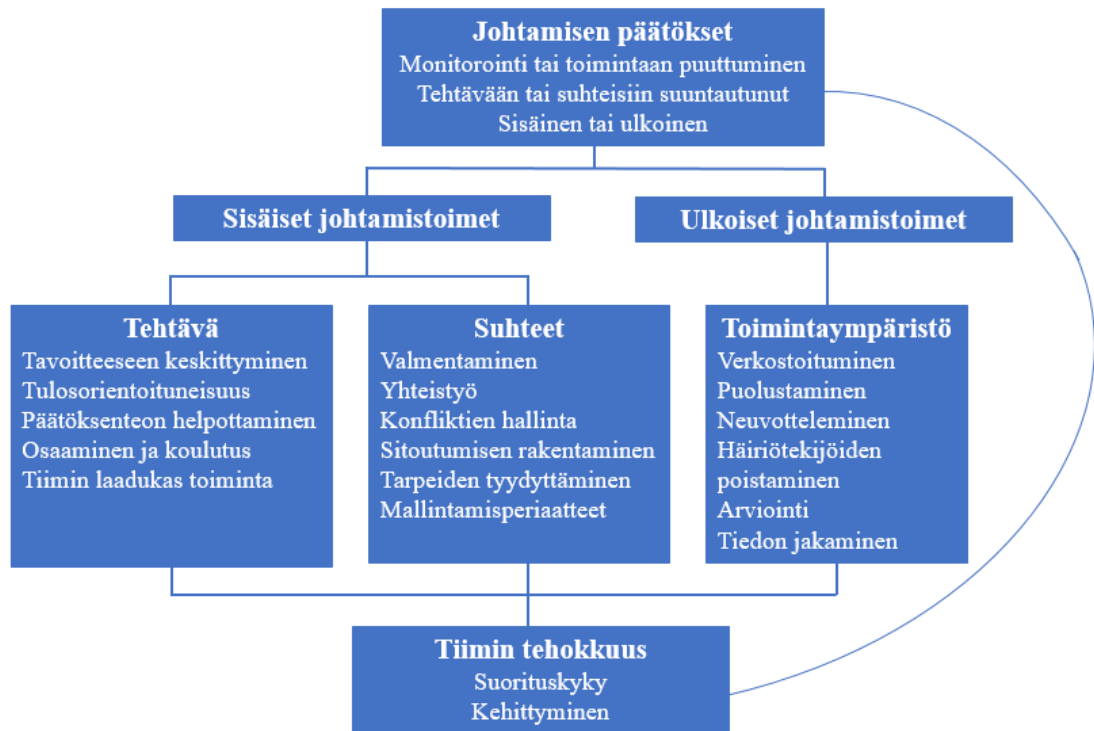 Johtamisen päätökset
Monitorointi tai toimintaan puuttuminen
Tehtävään tai suhteisiin suuntautunut
Sisäinen tai ulkoinen
Sisäiset johtamistoimet
Ulkoiset johtamistoimet
Tehtävä
Tavoitteeseen keskittyminen
Tulosorientoituneisuus
Päätöksenteon helpottaminen
Osaaminen ja koulutus
Tiimin laadukas toiminta
Suhteet
Valmentaminen
Yhteistyö
Konfliktien hallinta
Sitoutumisen rakentaminen
Tarpeiden tyydyttäminen
Mallintamisperiaatteet
Toimintaympäristö
Verkostoituminen
Puolustaminen
Neuvotteleminen
Häiriötekijöiden
poistaminen
Arviointi
Tiedon jakaminen
Tiimin tehokkuus
Suorituskyky
Kehittyminen